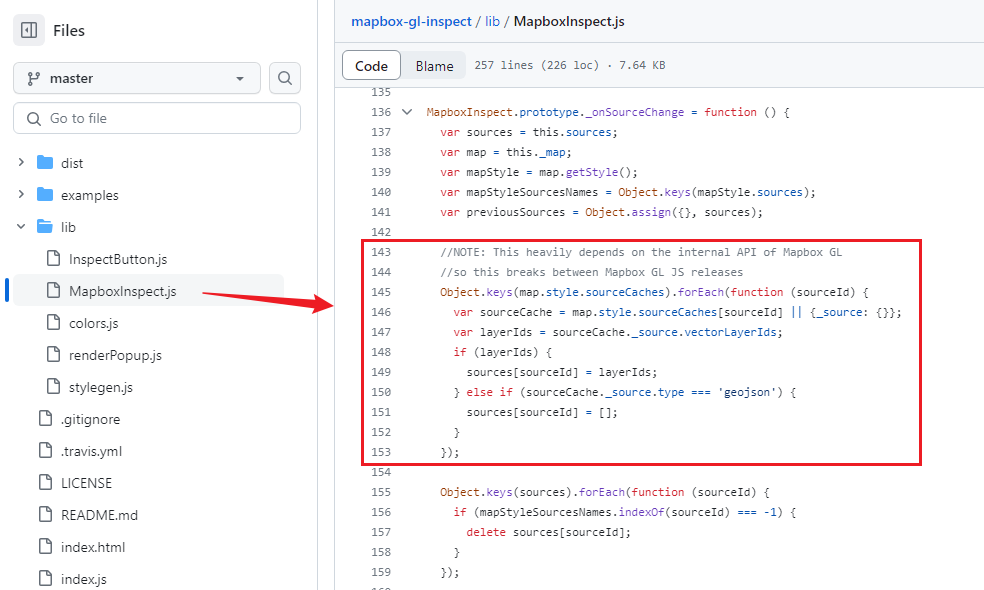 Files
master
Go to file
dist
examples
lib
InspectButton.js
MapboxInspect.js
colors.js
renderPopup.js
stylegen.js
.gitignore
.travis.yml
LICENSE
README.md
index.html
index.js
mapbox-gl-inspect / lib / MapboxInspect.js
Code Blame 257 lines (226 loc) · 7.64 KB
135
136 MapboxInspect.prototype._onSourceChange = function () {
137 var sources = this.sources;
138 var map = this._map;
139 var mapStyle = map.getStyle();
140 var mapStyleSourcesNames = Object.keys(mapStyle.sources);
141 var previousSources = Object.assign({}, sources);
142
143 //NOTE: This heavily depends on the internal API of Mapbox GL
144 //so this breaks between Mapbox GL JS releases
145 Object.keys(map.style.sourceCaches).forEach(function (sourceId) {
146 var sourceCache = map.style.sourceCaches[sourceId] || {_source: {}};
147 var layerIds = sourceCache._source.vectorLayerIds;
148 if (layerIds) {
149 sources[sourceId] = layerIds;
150 } else if (sourceCache._source.type === 'geojson') {
151 sources[sourceId] = [];
152 }
153 });
154
155 Object.keys(sources).forEach(function (sourceId) {
156 if (mapStyleSourcesNames.indexOf(sourceId) === -1) {
157 delete sources[sourceId];
158 }
159 });